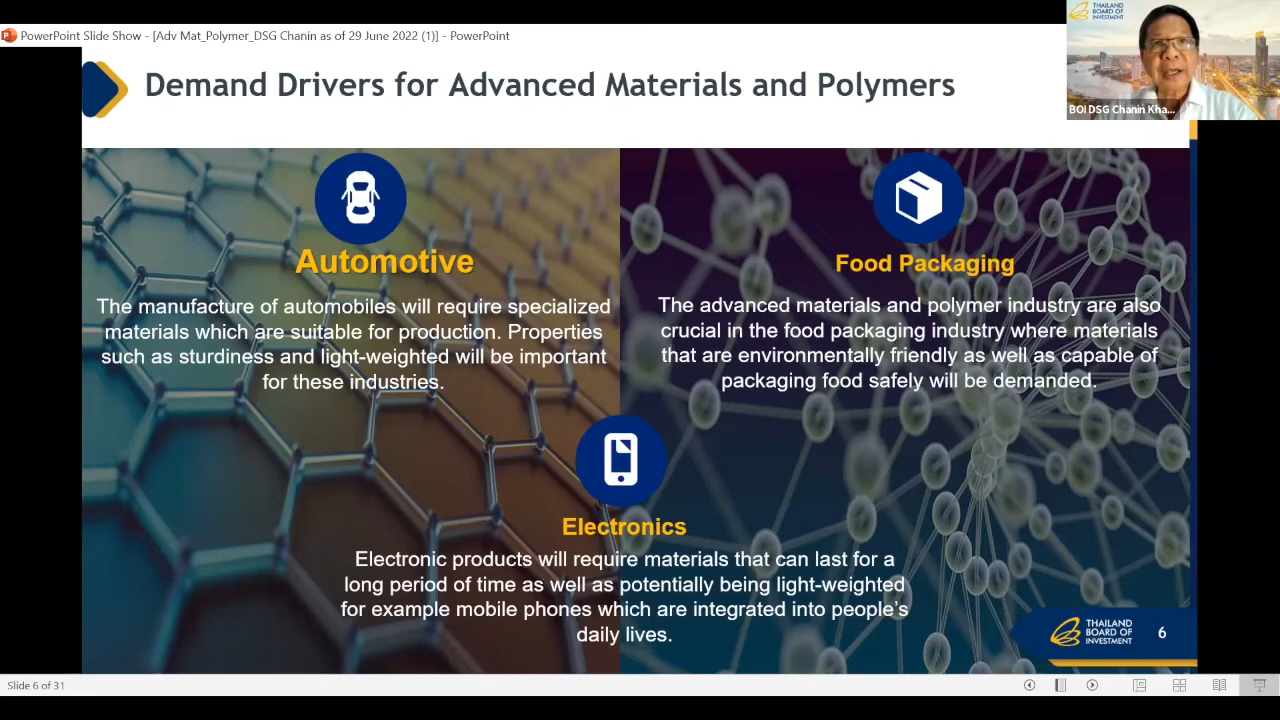 PowerPoint Slide Show - [Adv Mat_Polymer_DSG Chanin as of 29 June 2022 (1)] - PowerPoint
THAILAND
BOARD OF
INVESTMENT
BOI DSG Chanin Kha...
Demand Drivers for Advanced Materials and Polymers
Automotive
The manufacture of automobiles will require specialized
materials which are suitable for production. Properties
such as sturdiness and light-weighted will be important
for these industries.
Food Packaging
The advanced materials and polymer industry are also
crucial in the food packaging industry where materials
that are environmentally friendly as well as capable of
packaging food safely will be demanded.
Electronics
Electronic products will require materials that can last for a
long period of time as well as potentially being light-weighted
for example mobile phones which are integrated into people's
daily lives.
THAILAND
BOARD OF
INVESTMENT
6
Slide 6 of 31